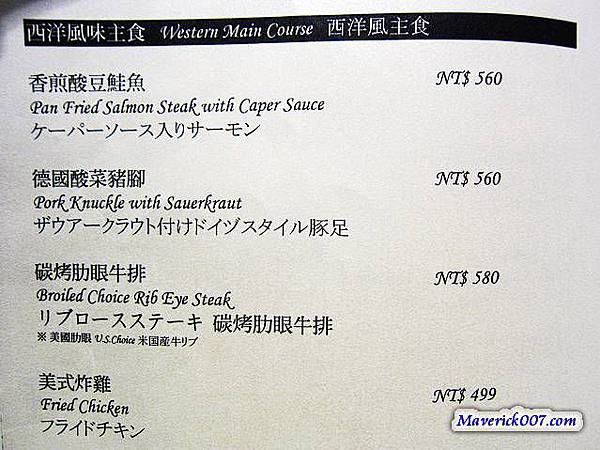 西洋風味主食 Western Main Course 西洋風主食
香煎酸豆鮭魚 NT$ 560
Pan Fried Salmon Steak with Caper Sauce
ケーパーソース入りサーモン
德國酸菜豬腳 NT$ 560
Pork Knuckle with Sauerkraut
ザウアークラウト付けドイヅスタイル豚足
碳烤肋眼牛排 NT$ 580
Broiled Choice Rib Eye Steak
リブロースステーキ 碳烤肋眼牛排
※ 美國肋眼 U.S.Choice 米国産牛リブ
美式炸雞 NT$ 499
Fried Chicken
フライドチキン
Maverick007.com